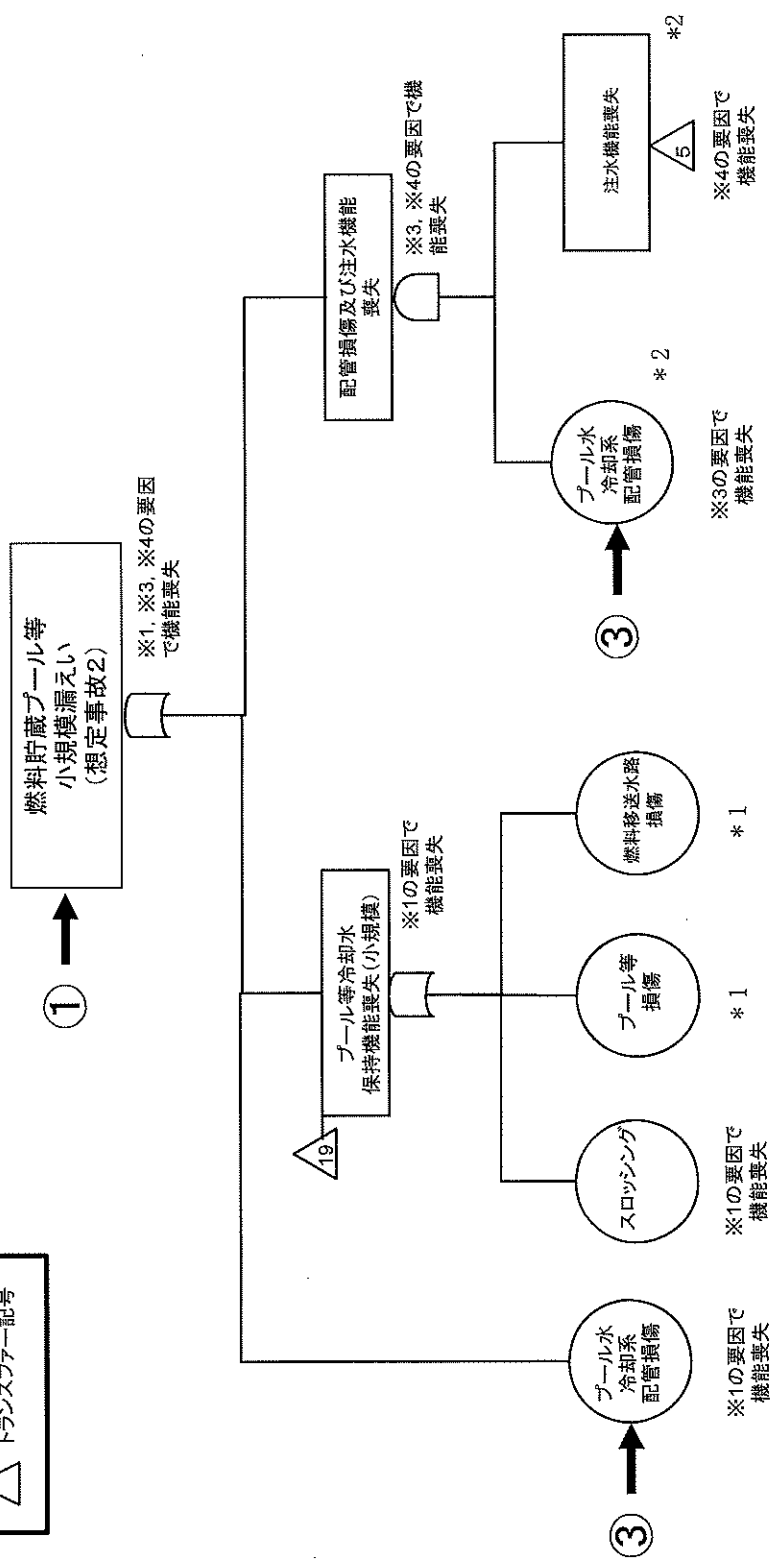 トランスファー記号
①
燃料貯蔵プール等
小規模漏えい
(想定事故2)
※1, ※3, ※4の要因
で機能喪失
19
プール等冷却水
保持機能喪失(小規模)
※1の要因で
機能喪失
配管損傷及び注水機能
喪失
※3, ※4の要因で機
能喪失
③
プール水
冷却系
配管損傷
※1の要因で
機能喪失
スロッシング
※1の要因で
機能喪失
プール等
損傷
*1
燃料移送水路
損傷
*1
③
プール水
冷却系
配管損傷
*2
※3の要因で
機能喪失
注水機能喪失
5
*2
※4の要因で
機能喪失